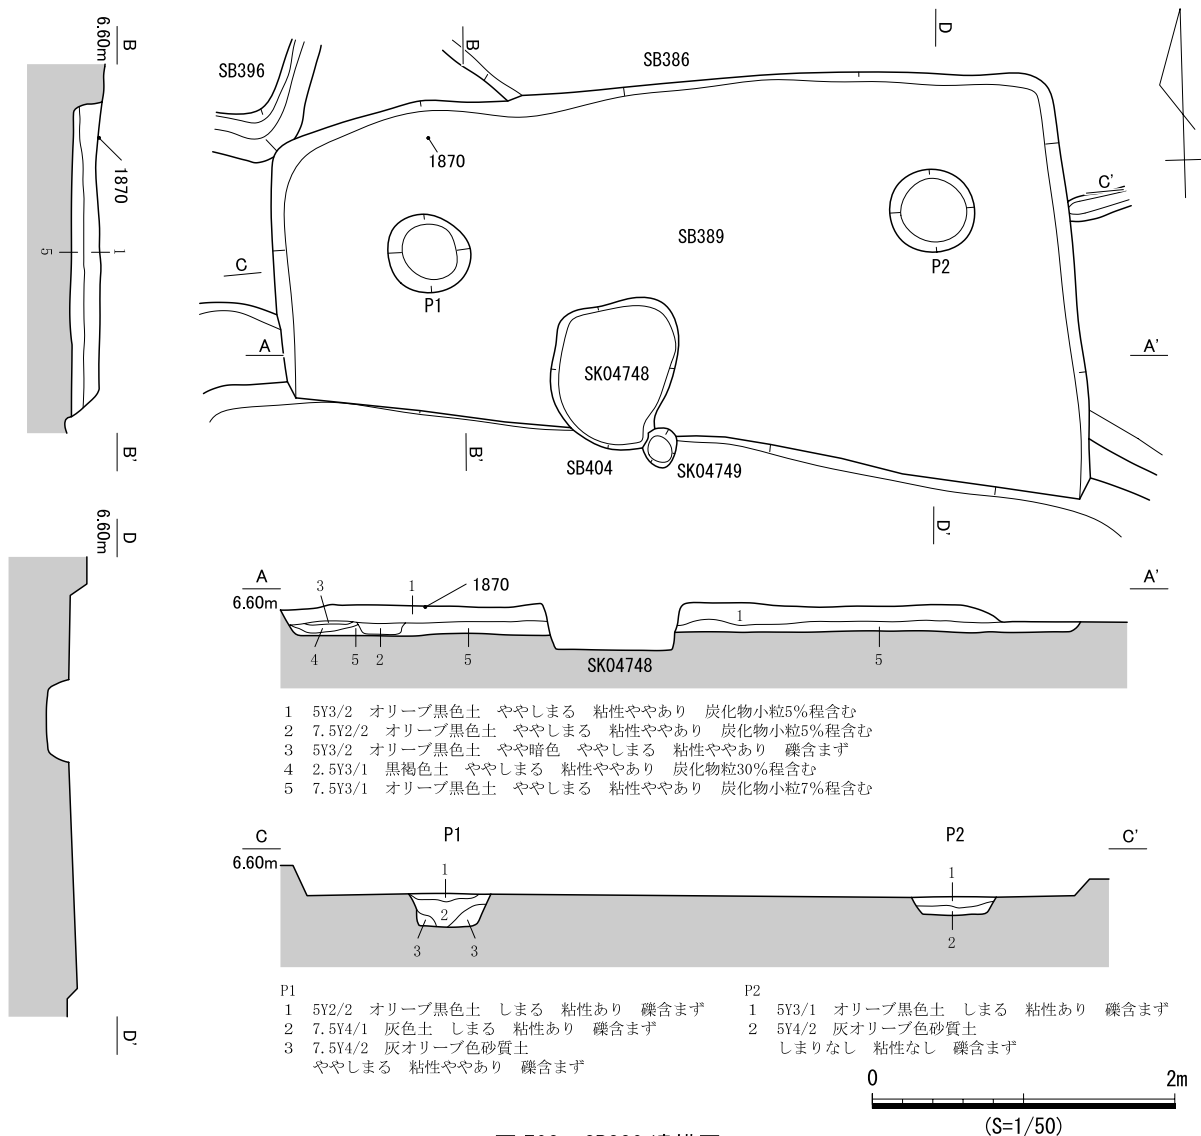 B
6.60m
1870
5
1
B'
SB396
B
SB386
D
1870
C'
SB389
C
P1
P2
A
A'
SK04748
B'
SB404
SK04749
D'
D
6.60m
D'
A
A'
6.60m
3
1
1870
1
4
5
2
5
SK04748
5
1 5Y3/2 オリーブ黒色土 ややしまる 粘性ややあり 炭化物小粒5%程含む
2 7.5Y2/2 オリーブ黒色土 ややしまる 粘性ややあり 炭化物小粒5%程含む
3 5Y3/2 オリーブ黒色土 やや暗色 ややしまる 粘性ややあり 礫含まず
4 2.5Y3/1 黒褐色土 ややしまる 粘性ややあり 炭化物粒30%程含む
5 7.5Y3/1 オリーブ黒色土 ややしまる 粘性ややあり 炭化物小粒7%程含む
C
P1
P2
C'
6.60m
1
2
3
3
1
2
P1
1 5Y2/2 オリーブ黒色土 しまる 粘性あり 礫含まず
2 7.5Y4/1 灰色土 しまる 粘性あり 礫含まず
3 7.5Y4/2 灰オリーブ色砂質土
ややしまる 粘性ややあり 礫含まず
P2
1 5Y3/1 オリーブ黒色土 しまる 粘性あり 礫含まず
2 5Y4/2 灰オリーブ色砂質土
しまりなし 粘性なし 礫含まず
0
2m
(S=1/50)